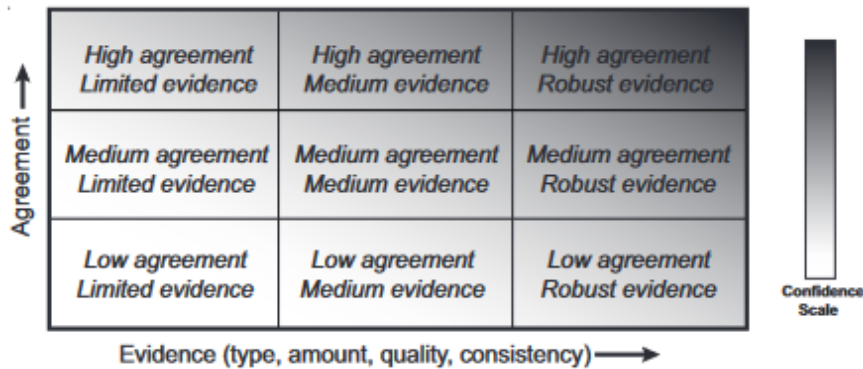 High agreement
Limited evidence
High agreement
Medium evidence
High agreement
Robust evidence
Medium agreement
Limited evidence
Medium agreement
Medium evidence
Medium agreement
Robust evidence
Low agreement
Limited evidence
Low agreement
Medium evidence
Low agreement
Robust evidence
Agreement
Evidence (type, amount, quality, consistency)
Confidence
Scale